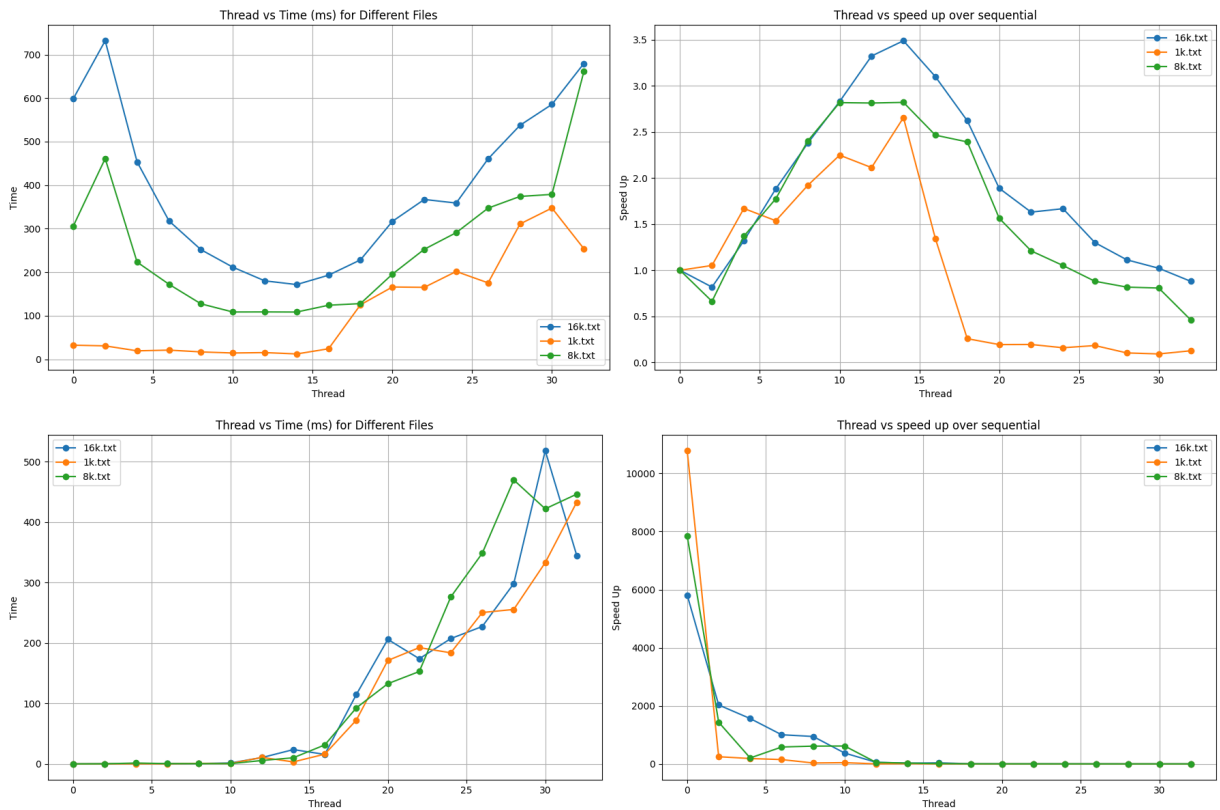 Thread vs Time (ms) for Different Files
700
600
500
400
300
200
100
0
Time
0 5 10 15 20 25 30
Thread
16k.txt
1k.txt
8k.txt
Thread vs speed up over sequential
3.5
3.0
2.5
2.0
1.5
1.0
0.5
0.0
Speed Up
0 5 10 15 20 25 30
Thread
16k.txt
1k.txt
8k.txt
Thread vs Time (ms) for Different Files
500
400
300
200
100
0
Time
0 5 10 15 20 25 30
Thread
16k.txt
1k.txt
8k.txt
Thread vs speed up over sequential
10000
8000
6000
4000
2000
0
Speed Up
0 5 10 15 20 25 30
Thread
16k.txt
1k.txt
8k.txt